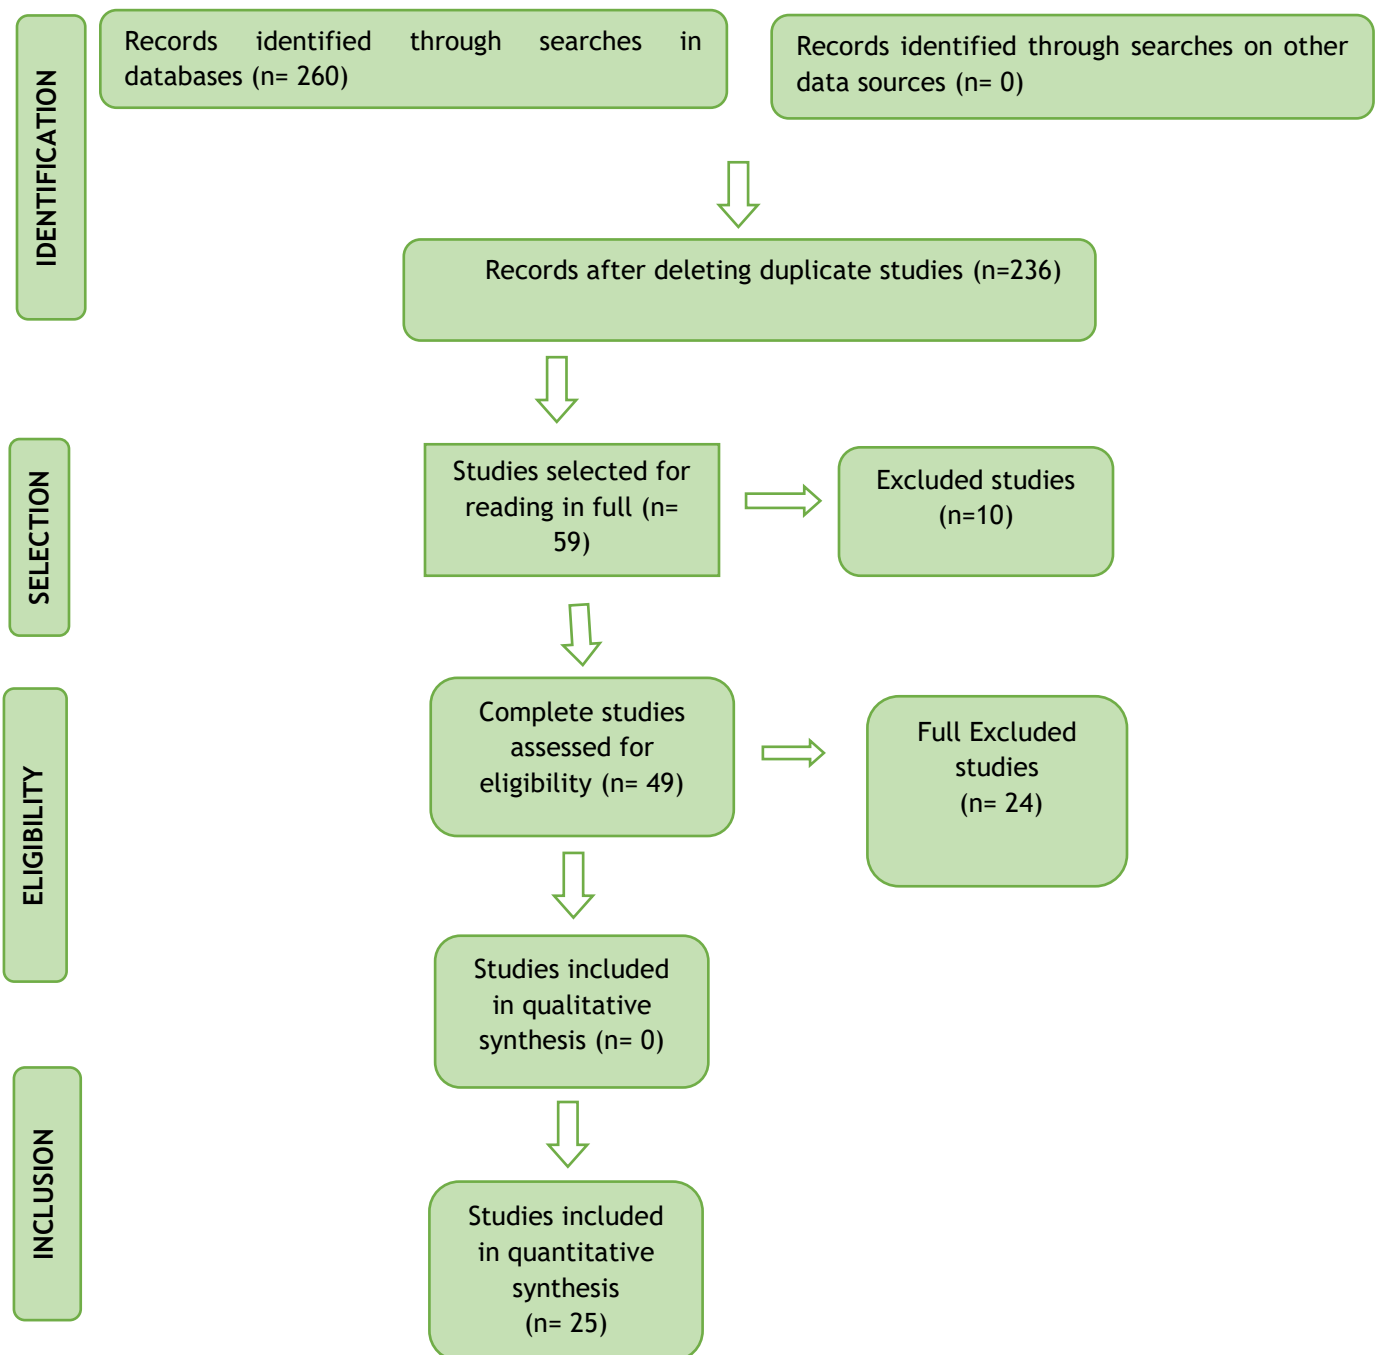 IDENTIFICATION
Records identified through searches in
databases (n= 260)
Records identified through searches on other
data sources (n= 0)
Records after deleting duplicate studies (n=236)
SELECTION
Studies selected for
reading in full (n=
59)
Excluded studies
(n=10)
ELIGIBILITY
Complete studies
assessed for
eligibility (n= 49)
Full Excluded
studies
(n= 24)
Studies included
in qualitative
synthesis (n= 0)
INCLUSION
Studies included
in quantitative
synthesis
(n= 25)